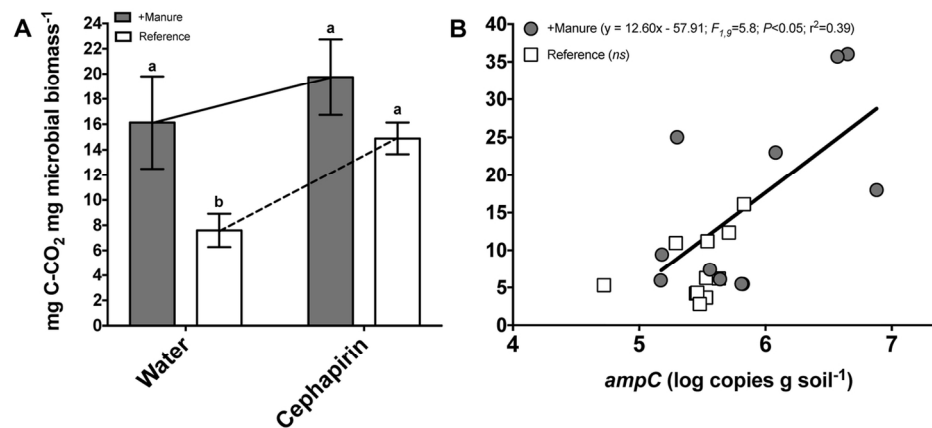 A
mg C-CO₂ mg microbial biomass⁻¹
24
22
20
18
16
14
12
10
8
6
4
2
0
+Manure
Reference
a
b
a
a
Water
Cephapirin
B
+Manure (y = 12.60x - 57.91; F₁,₉=5.8; P<0.05; r²=0.39)
Reference (ns)
40
35
30
25
20
15
10
5
0
4
5
6
7
ampC (log copies g soil⁻¹)